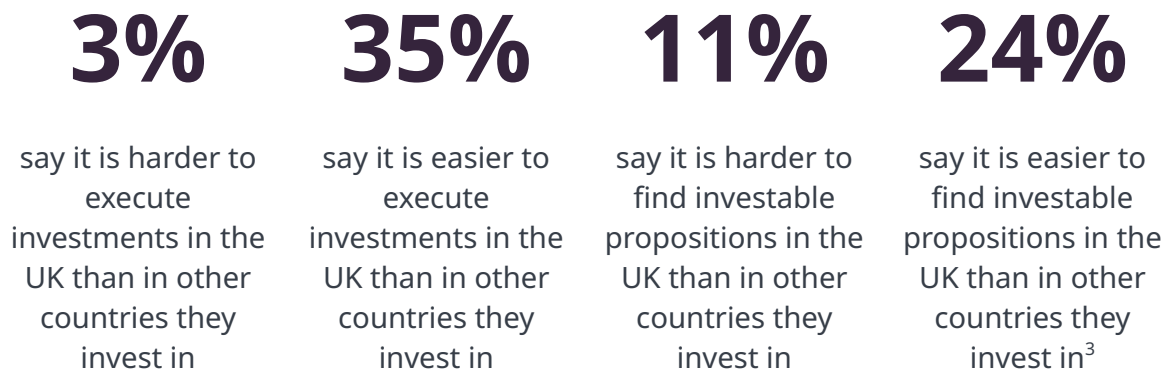 3%
say it is harder to
execute
investments in the
UK than in other
countries they
invest in
35%
say it is easier to
execute
investments in the
UK than in other
countries they
invest in
11%
say it is harder to
find investable
propositions in the
UK than in other
countries they
invest in
24%
say it is easier to
find investable
propositions in the
UK than in other
countries they
invest in³